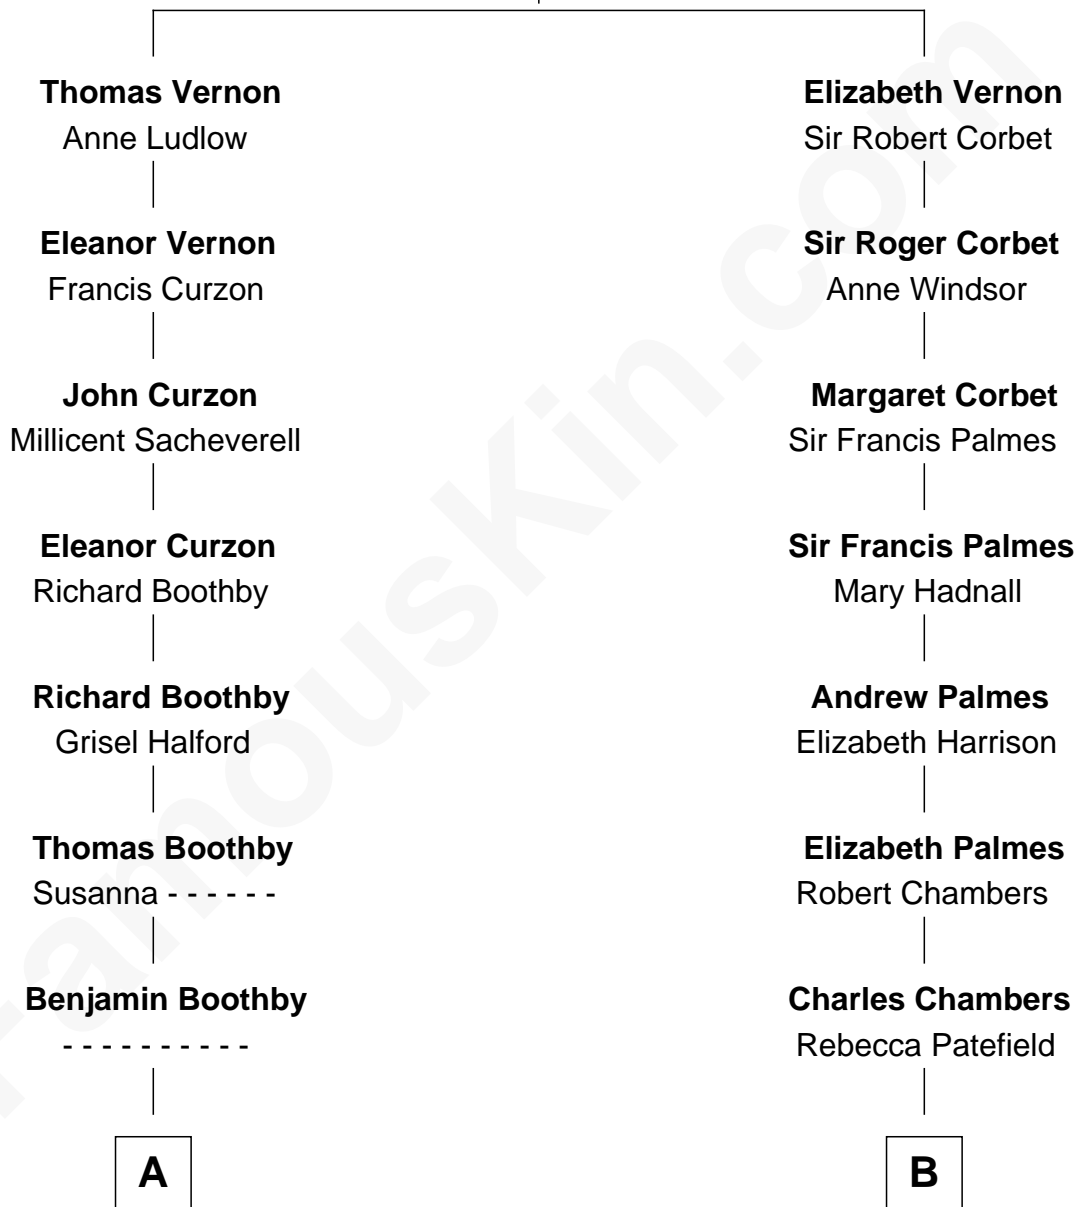 Thomas Vernon
Anne Ludlow
Elizabeth Vernon
Sir Robert Corbet
Eleanor Vernon
Francis Curzon
Sir Roger Corbet
Anne Windsor
John Curzon
Millicent Sacheverell
Margaret Corbet
Sir Francis Palmes
Eleanor Curzon
Richard Boothby
Sir Francis Palmes
Mary Hadnall
Richard Boothby
Grisel Halford
Andrew Palmes
Elizabeth Harrison
Thomas Boothby
Susanna - - - - - -
Elizabeth Palmes
Robert Chambers
Benjamin Boothby
- - - - - - - - - -
Charles Chambers
Rebecca Patefield
A
B
FamousKin.com